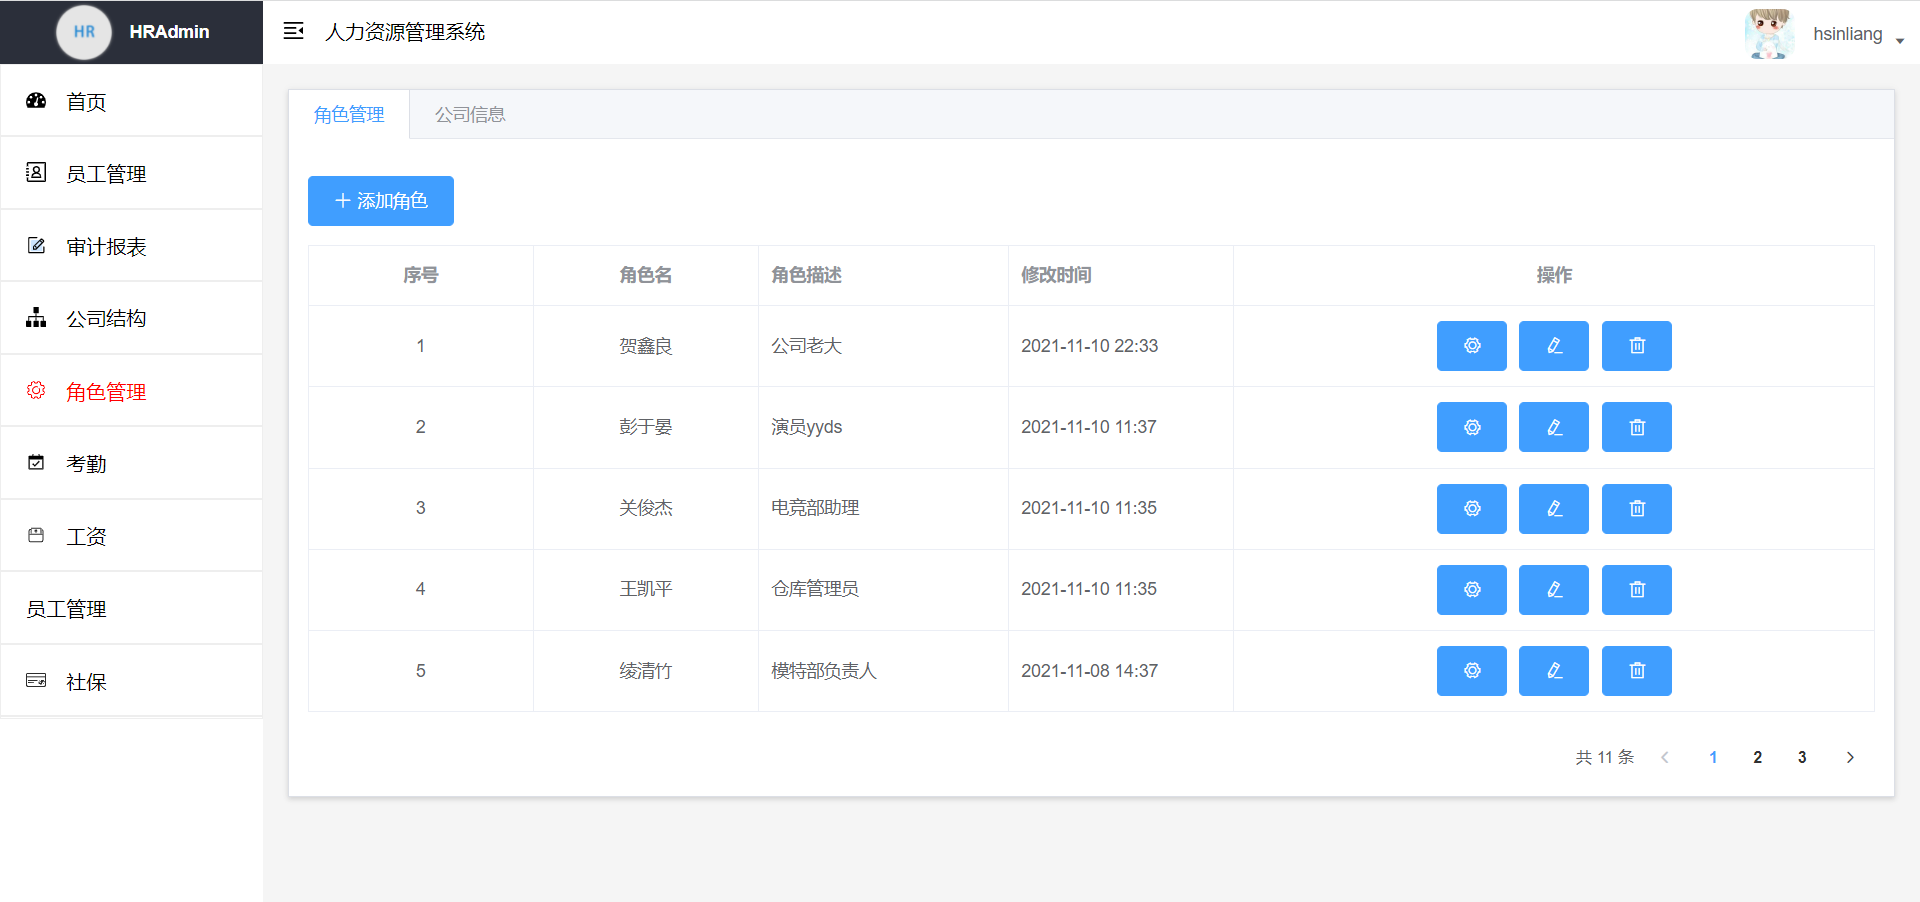 HR HRAdmin
人力资源管理系统
hsinliang
首页
员工管理
审计报表
公司结构
角色管理
考勤
工资
员工管理
社保
角色管理 公司信息
添加角色
序号 角色名 角色描述 修改时间 操作
1 贺鑫良 公司老大 2021-11-10 22:33
2 彭于晏 演员yyds 2021-11-10 11:37
3 关俊杰 电竞部助理 2021-11-10 11:35
4 王凯平 仓库管理员 2021-11-10 11:35
5 绫清竹 模特部负责人 2021-11-08 14:37
共 11 条 1 2 3